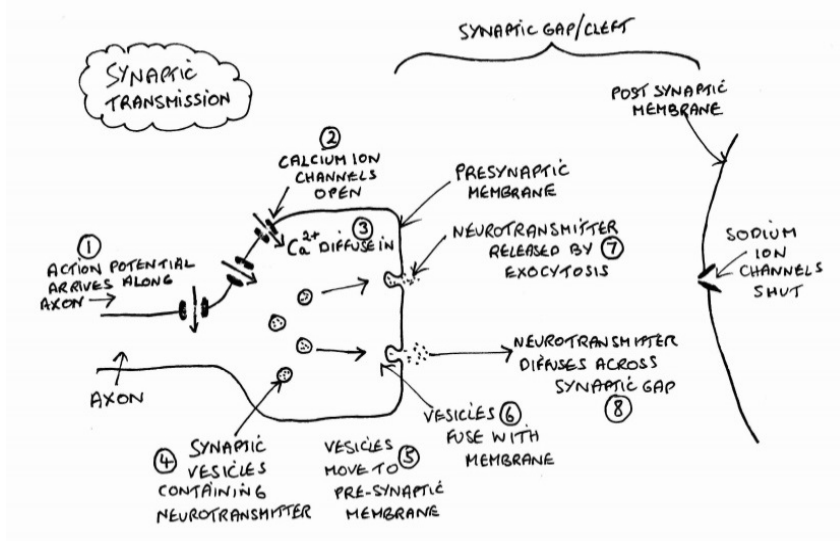 SYNAPTIC
TRANSMISSION
SYNAPTIC GAP/CLEFT
POST SYNAPTIC
MEMBRANE
②
CALCIUM ION
CHANNELS
OPEN
PRESYNAPTIC
MEMBRANE
③
Ca²⁺ DIFFUSE IN
①
ACTION POTENTIAL
ARRIVES ALONG
AXON
NEUROTRANSMITTER
RELEASED BY ⑦
EXOCYTOSIS
SODIUM
ION
CHANNELS
SHUT
NEUROTRANSMITTER
DIFFUSES ACROSS
SYNAPTIC GAP
⑧
AXON
④ SYNAPTIC
VESICLES
CONTAINING
NEUROTRANSMITTER
VESICLES
MOVE TO ⑤
PRE-SYNAPTIC
MEMBRANE
VESICLES ⑥
FUSE WITH
MEMBRANE